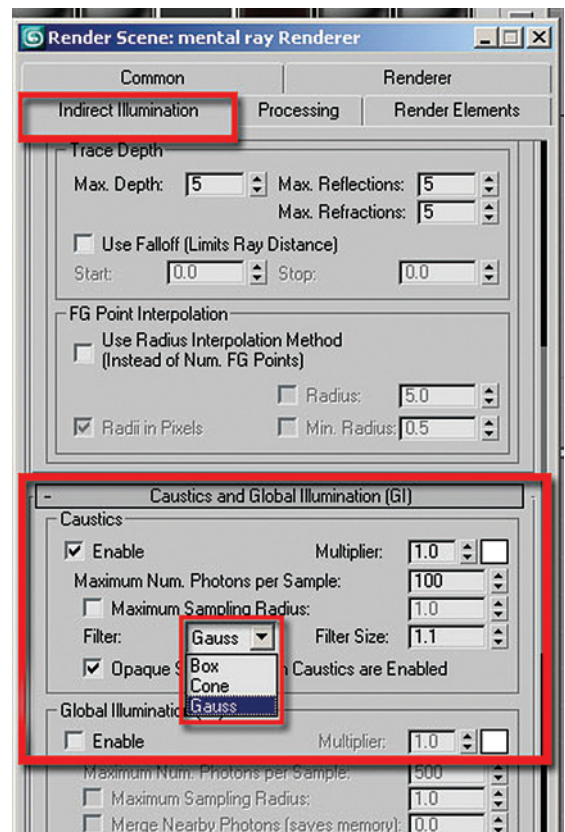 Render Scene: mental ray Renderer
Common Renderer
Indirect Illumination Processing Render Elements
Trace Depth
Max. Depth: 5 Max. Reflections: 5
Max. Refractions: 5
Use Falloff (Limits Ray Distance)
Start: 0.0 Stop: 0.0
FG Point Interpolation
Use Radius Interpolation Method
(Instead of Num. FG Points)
Radius: 5.0
Radii in Pixels Min. Radius: 0.5
- Caustics and Global Illumination (GI)
Caustics
Enable Multiplier: 1.0
Maximum Num. Photons per Sample: 100
Maximum Sampling Radius: 1.0
Filter: Gauss Filter Size: 1.1
Box
Opaque Caustics are Enabled
Cone
Gauss
Global
Enable Multiplier: 1.0
Maximum Num. Photons per Sample: 500
Maximum Sampling Radius: 1.0
Merge Nearby Photons (saves memory): 0.0